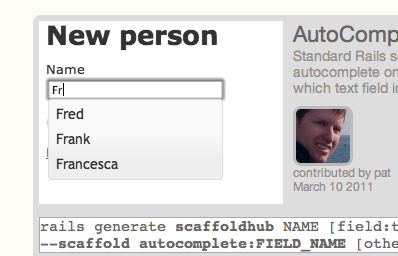 New person
Name
Fr
Fred
Frank
Francesca
AutoComp
Standard Rails s
autocomplete on
which text field i
contributed by pat
March 10 2011
rails generate scaffoldhub NAME [field:t
--scaffold autocomplete:FIELD_NAME [othe